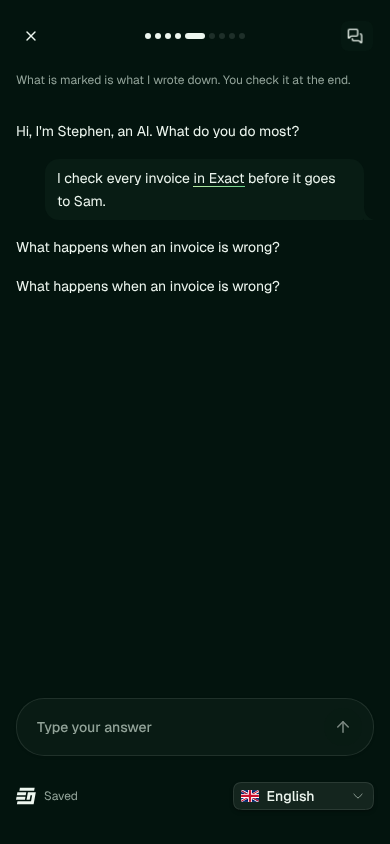 What is marked is what I wrote down. You check it at the end.
Hi, I'm Stephen, an AI. What do you do most?
I check every invoice in Exact before it goes
to Sam.
What happens when an invoice is wrong?
What happens when an invoice is wrong?
Type your answer
Saved
English